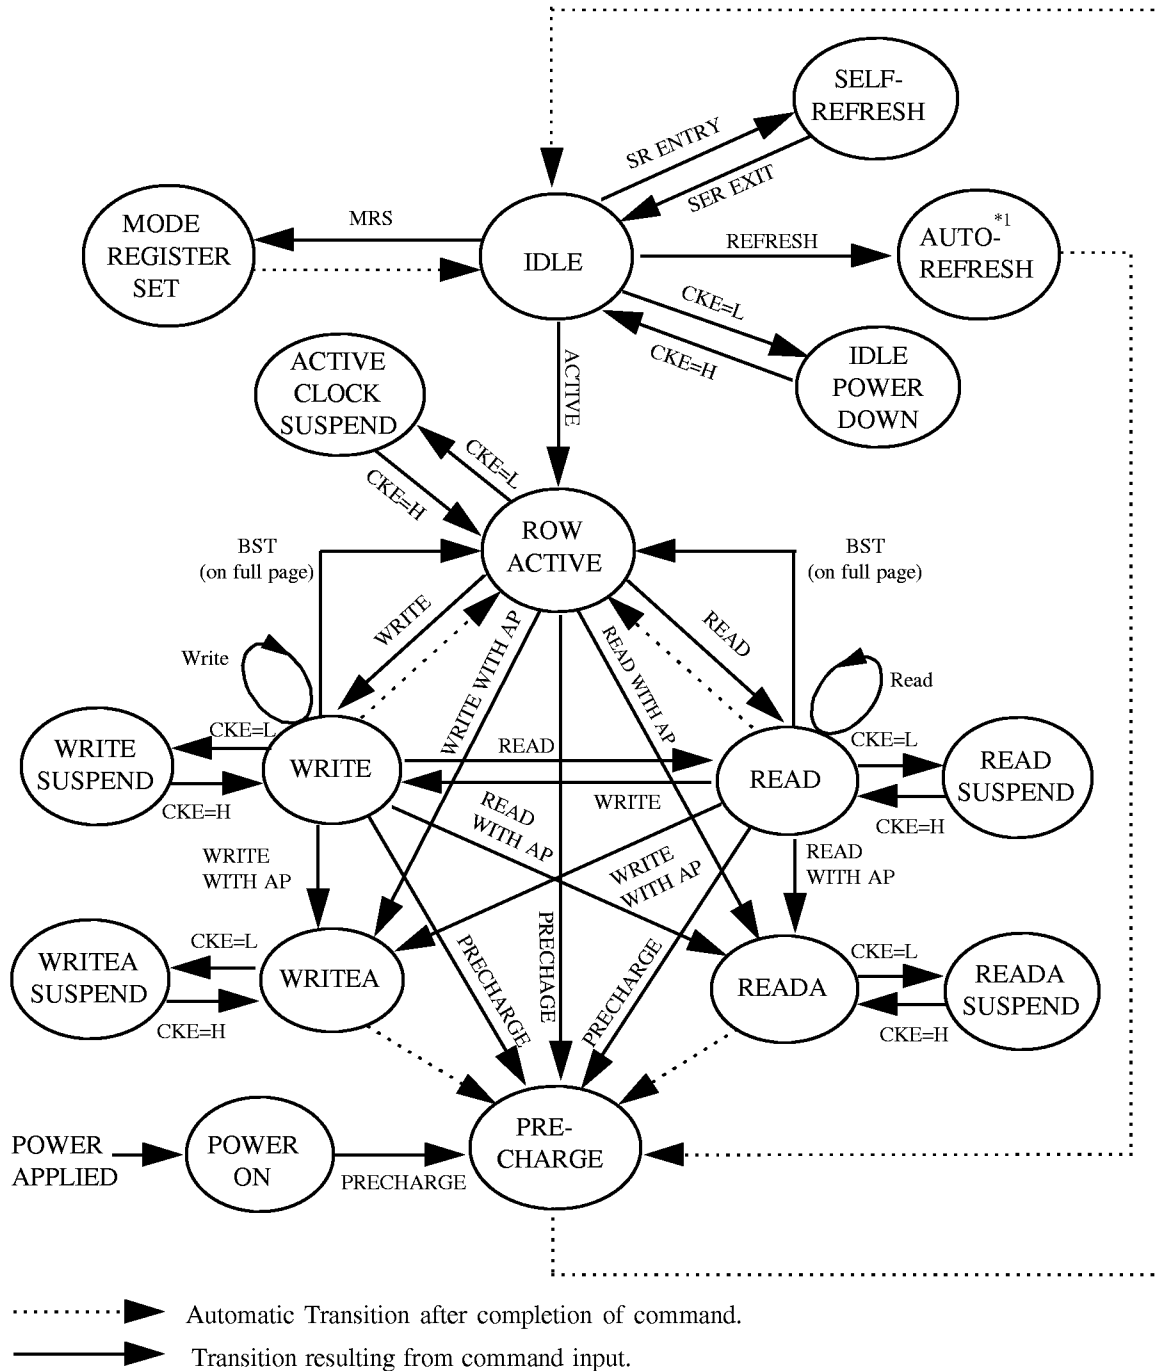 SELF-
REFRESH
SR ENTRY
SER EXIT
MODE
REGISTER
SET
MRS
IDLE
REFRESH
*1
AUTO-
REFRESH
CKE=L
CKE=H
IDLE
POWER
DOWN
ACTIVE
ACTIVE
CLOCK
SUSPEND
CKE=L
CKE=H
ROW
ACTIVE
BST
(on full page)
BST
(on full page)
WRITE
WRITE WITH AP
READ WITH AP
READ
Write
Read
WRITE
SUSPEND
CKE=L
CKE=H
WRITE
READ
WRITE
READ
CKE=L
CKE=H
READ
SUSPEND
WRITE
WITH AP
READ
WITH AP
WRITE
WITH AP
READ
WITH AP
WRITEA
SUSPEND
CKE=L
CKE=H
WRITEA
PRECHARGE
PRECHAGE
PRECHARGE
READA
CKE=L
CKE=H
READA
SUSPEND
POWER
APPLIED
POWER
ON
PRECHARGE
PRE-
CHARGE
Automatic Transition after completion of command.
Transition resulting from command input.